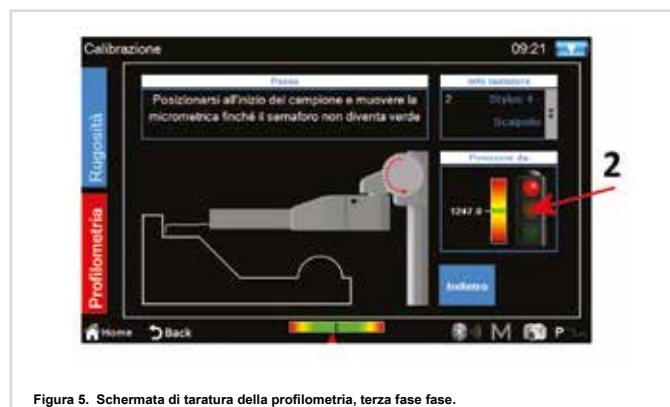 Calibrazione
09:21
Rugosità
Profilometria
Passo
Posizionarsi all'inizio del campione e muovere la
micrometrica finché il semaforo non diventa verde
Info tastatore
2
Stylus 4 -
Scapolo
Posizione da
1247.0
Indietro
2
Home
Back
M
P
Figura 5. Schermata di taratura della profilometria, terza fase fase.